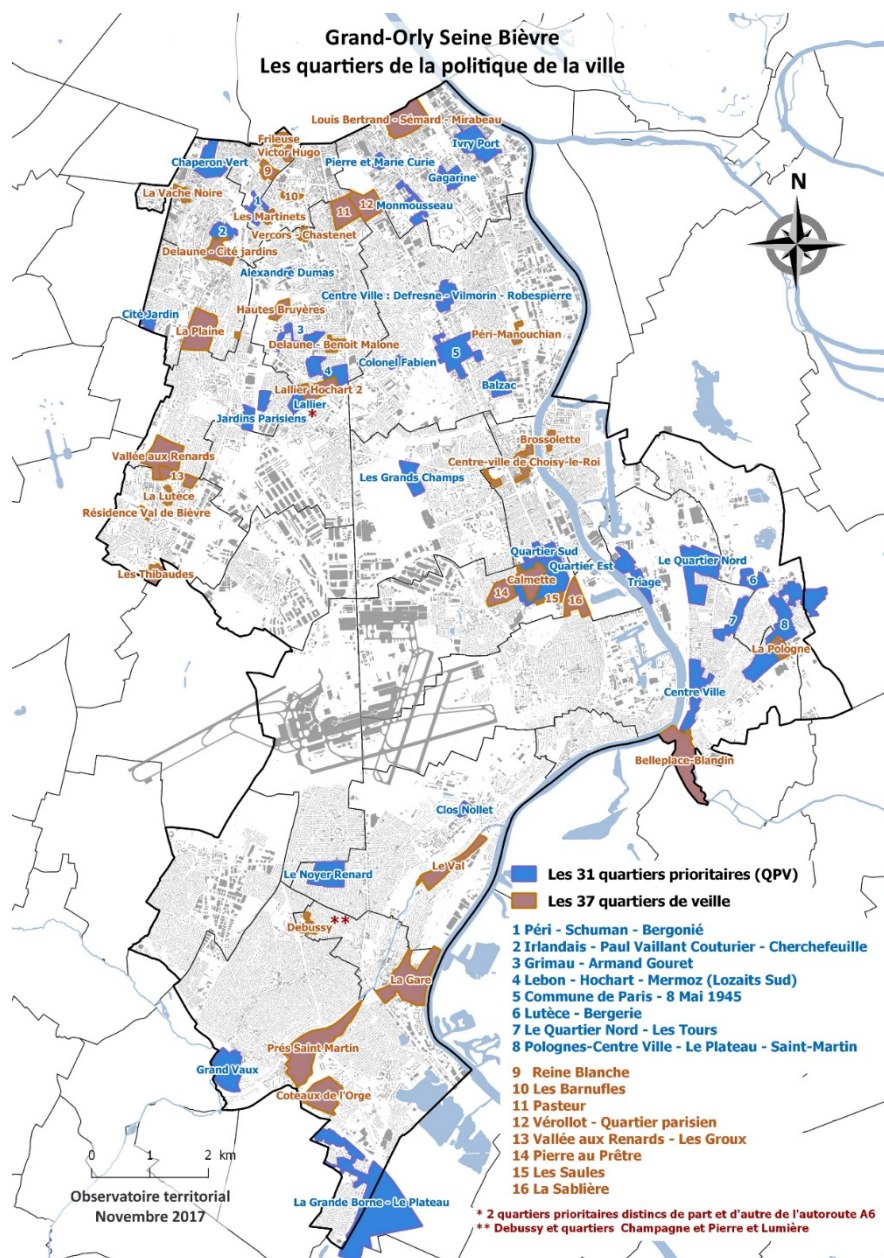 Grand-Orly Seine Bièvre
Les quartiers de la politique de la ville
Louis Bertrand - Sémard - Mirabeau
Frileuse
Victor Hugo
Ivry Port
Chaperon Vert
Pierre et Marie Curie
9
Gagarine
La Vache Noire
10
1
Monmousseau
Les Martinets
11
12
2
Vercors - Chastenet
Delaune - Cité jardins
Alexandre Dumas
N
Centre Ville : Defresne - Vilmorin - Robespierre
Cité Jardin
Hautes Bruyères
La Plaine
3
Péri-Manouchian
Delaune - Benoit Malone
5
Colonel Fabien
4
Balzac
Lallier Hochart 2
Lallier
*
Jardins Parisiens
Brossolette
Vallée aux Renards
Centre-ville de Choisy-le-Roi
13
Les Grands Champs
La Lutèce
Résidence Val de Bièvre
Quartier Sud
Le Quartier Nord
Quartier Est
Les Thibaudes
Calmette
Triage
6
14
15
16
7
8
La Pologne
Centre Ville
Belleplace-Blandin
Clos Nollet
Le Val
Le Noyer Renard
Debussy
**
La Gare
Prés Saint Martin
Grand Vaux
Coteaux de l'Orge
La Grande Borne - Le Plateau
Les 31 quartiers prioritaires (QPV)
Les 37 quartiers de veille
1 Péri - Schuman - Bergonié
2 Irlandais - Paul Vaillant Couturier - Cherchefeuille
3 Grimau - Armand Gouret
4 Lebon - Hochart - Mermoz (Lozaits Sud)
5 Commune de Paris - 8 Mai 1945
6 Lutèce - Bergerie
7 Le Quartier Nord - Les Tours
8 Polognes-Centre Ville - Le Plateau - Saint-Martin
9 Reine Blanche
10 Les Barnufles
11 Pasteur
12 Vérollot - Quartier parisien
13 Vallée aux Renards - Les Groux
14 Pierre au Prêtre
15 Les Saules
16 La Sablière
* 2 quartiers prioritaires distincs de part et d'autre de l'autoroute A6
** Debussy et quartiers Champagne et Pierre et Lumière
0 1 2 km
Observatoire territorial
Novembre 2017